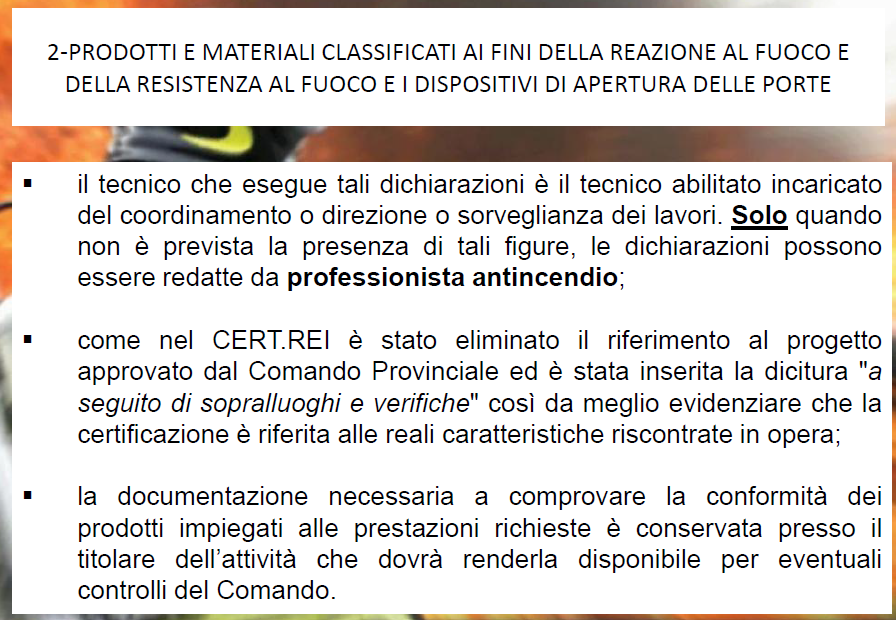 2-PRODOTTI E MATERIALI CLASSIFICATI AI FINI DELLA REAZIONE AL FUOCO E
DELLA RESISTENZA AL FUOCO E I DISPOSITIVI DI APERTURA DELLE PORTE
▪ il tecnico che esegue tali dichiarazioni è il tecnico abilitato incaricato
del coordinamento o direzione o sorveglianza dei lavori. Solo quando
non è prevista la presenza di tali figure, le dichiarazioni possono
essere redatte da professionista antincendio;
▪ come nel CERT.REI è stato eliminato il riferimento al progetto
approvato dal Comando Provinciale ed è stata inserita la dicitura "a
seguito di sopralluoghi e verifiche" così da meglio evidenziare che la
certificazione è riferita alle reali caratteristiche riscontrate in opera;
▪ la documentazione necessaria a comprovare la conformità dei
prodotti impiegati alle prestazioni richieste è conservata presso il
titolare dell’attività che dovrà renderla disponibile per eventuali
controlli del Comando.